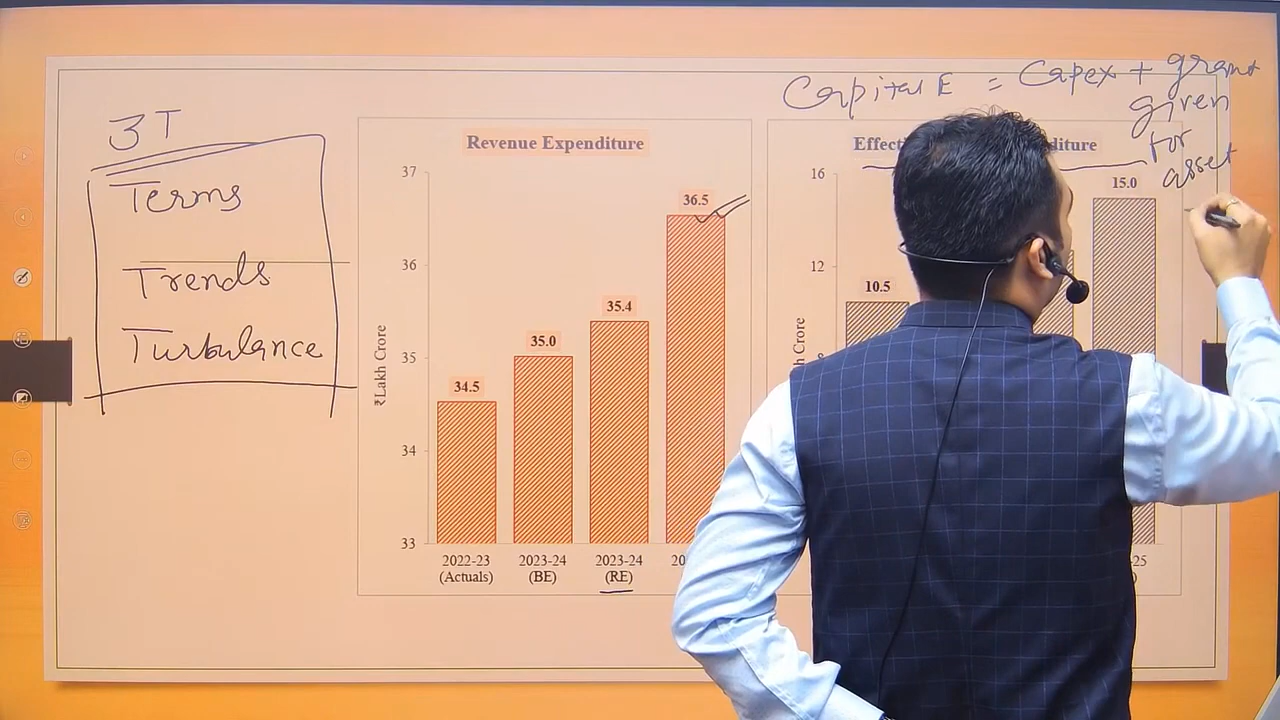 Capital E = Capex + grant
given
for
asset
3T
Terms
Trends
Turbulance
Revenue Expenditure
37
36
35
34
33
₹Lakh Crore
34.5
35.0
35.4
36.5
2022-23
(Actuals)
2023-24
(BE)
2023-24
(RE)
16
12
10.5
15.0
Crore